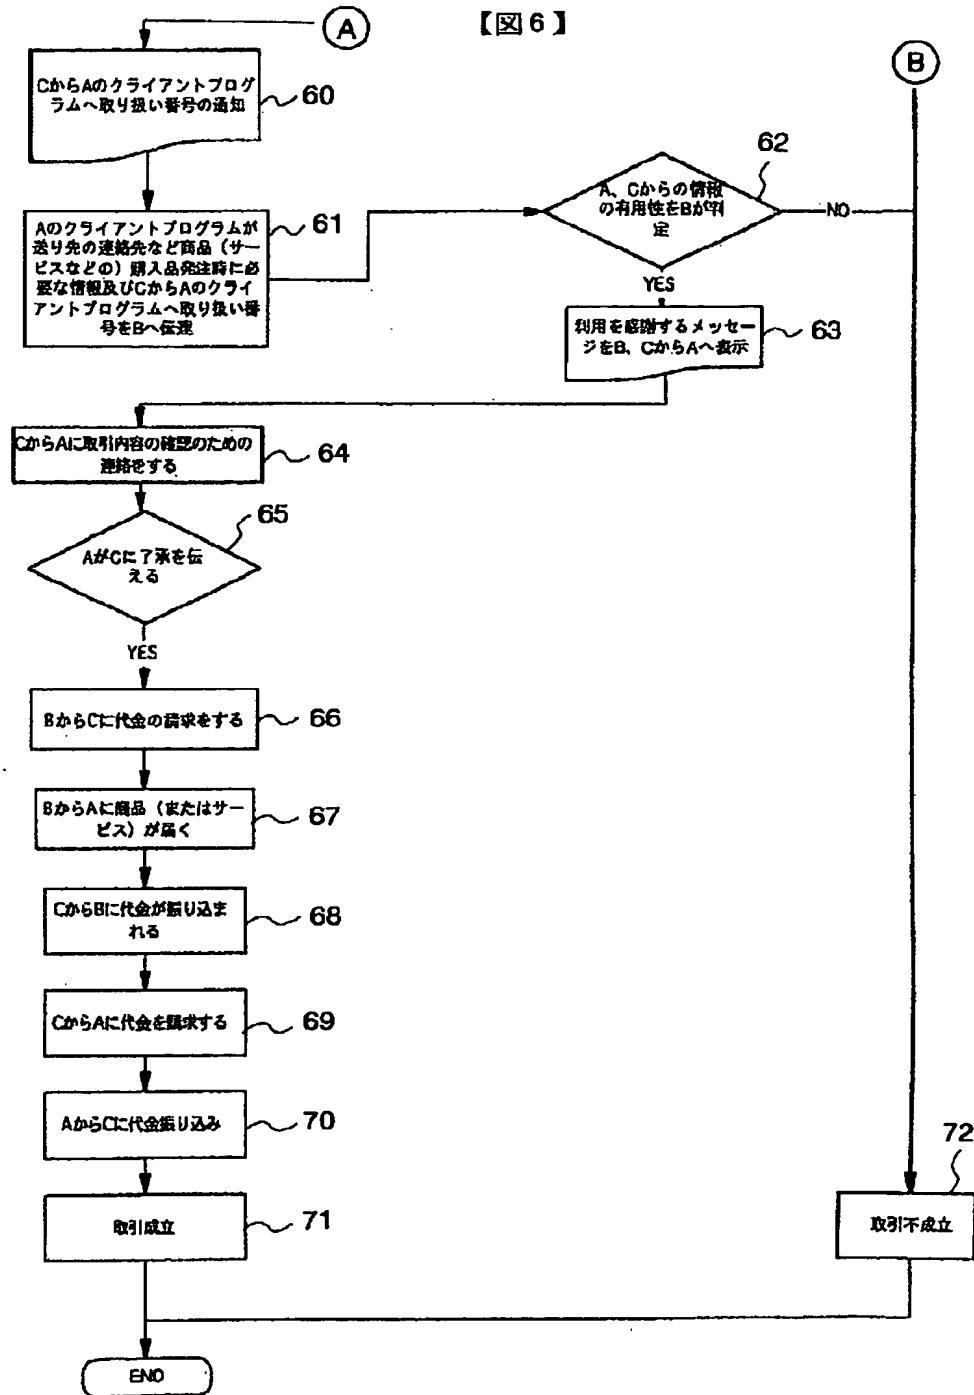 【図6】
A
B
CからAのクライアントプログ
ラムへ取り扱い番号の通知
60
Aのクライアントプログラムが
送り先の連絡先など商品（サー
ビスなどの）購入品発注時に必
要な情報及びCからAのクライ
アントプログラムへ取り扱い番
号をBへ伝達
61
A、Cからの情報
の有用性をBが判
定
62
NO
YES
利用を感謝するメッセー
ジをB、CからAへ表示
63
CからAに取引内容の確認のための
連絡をする
64
AがCに了承を伝
える
65
YES
BからCに代金の請求をする
66
BからAに商品（またはサー
ビス）が届く
67
CからBに代金が振り込ま
れる
68
CからAに代金を請求する
69
AからCに代金振り込み
70
取引成立
71
取引不成立
72
END